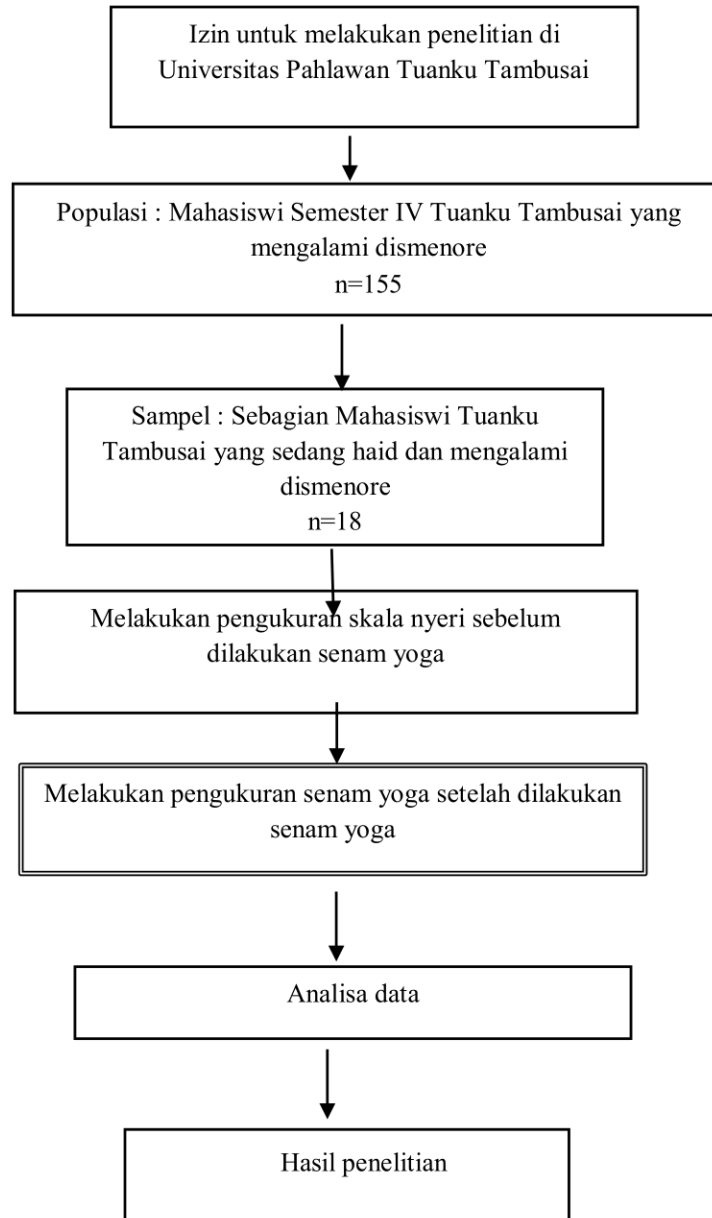 Izin untuk melakukan penelitian di
Universitas Pahlawan Tuanku Tambusai
Populasi : Mahasiswi Semester IV Tuanku Tambusai yang
mengalami dismenore
n=155
Sampel : Sebagian Mahasiswi Tuanku
Tambusai yang sedang haid dan mengalami
dismenore
n=18
Melakukan pengukuran skala nyeri sebelum
dilakukan senam yoga
Melakukan pengukuran senam yoga setelah dilakukan
senam yoga
Analisa data
Hasil penelitian